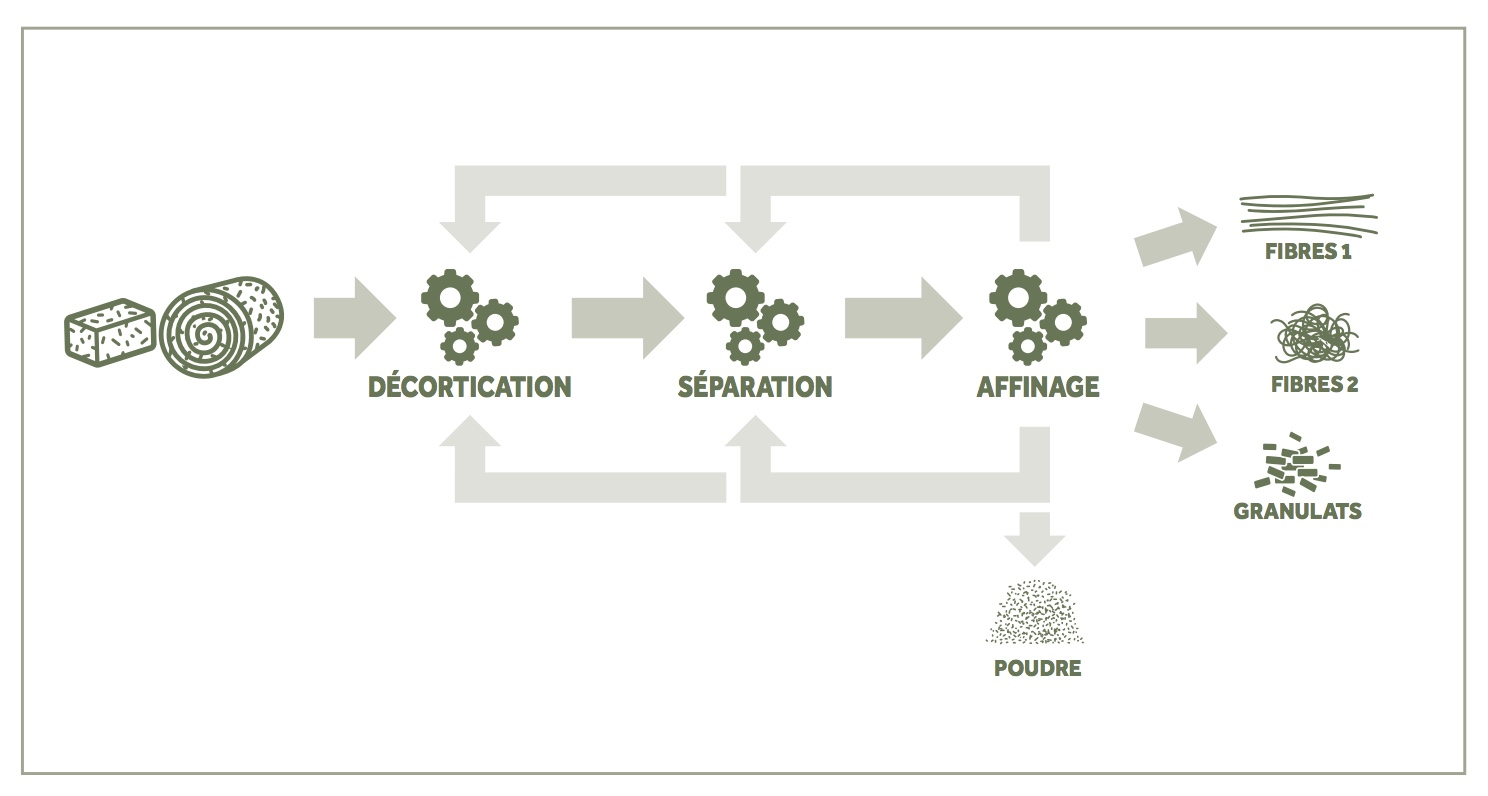 DÉCORTICATION
SÉPARATION
AFFINAGE
FIBRES 1
FIBRES 2
GRANULATS
POUDRE